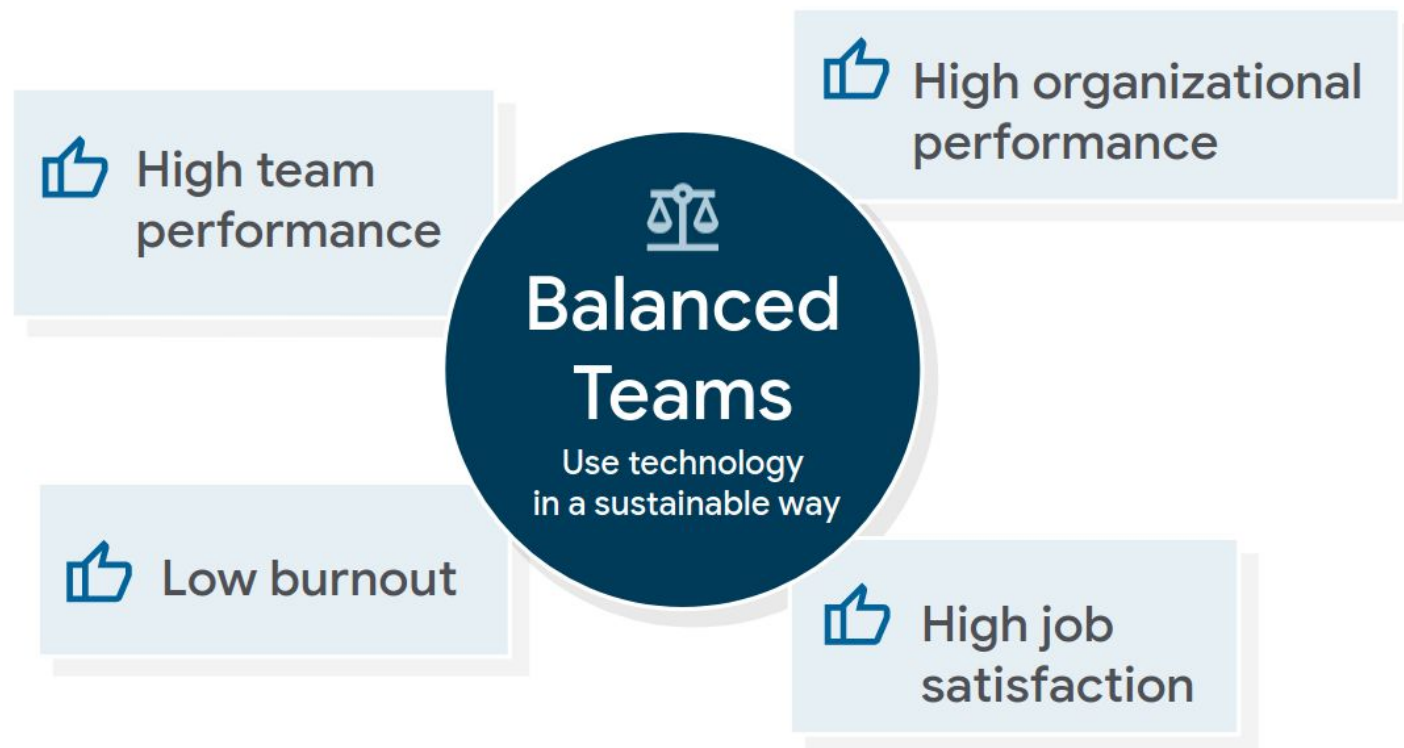 High team
performance
High organizational
performance
Balanced
Teams
Use technology
in a sustainable way
Low burnout
High job
satisfaction